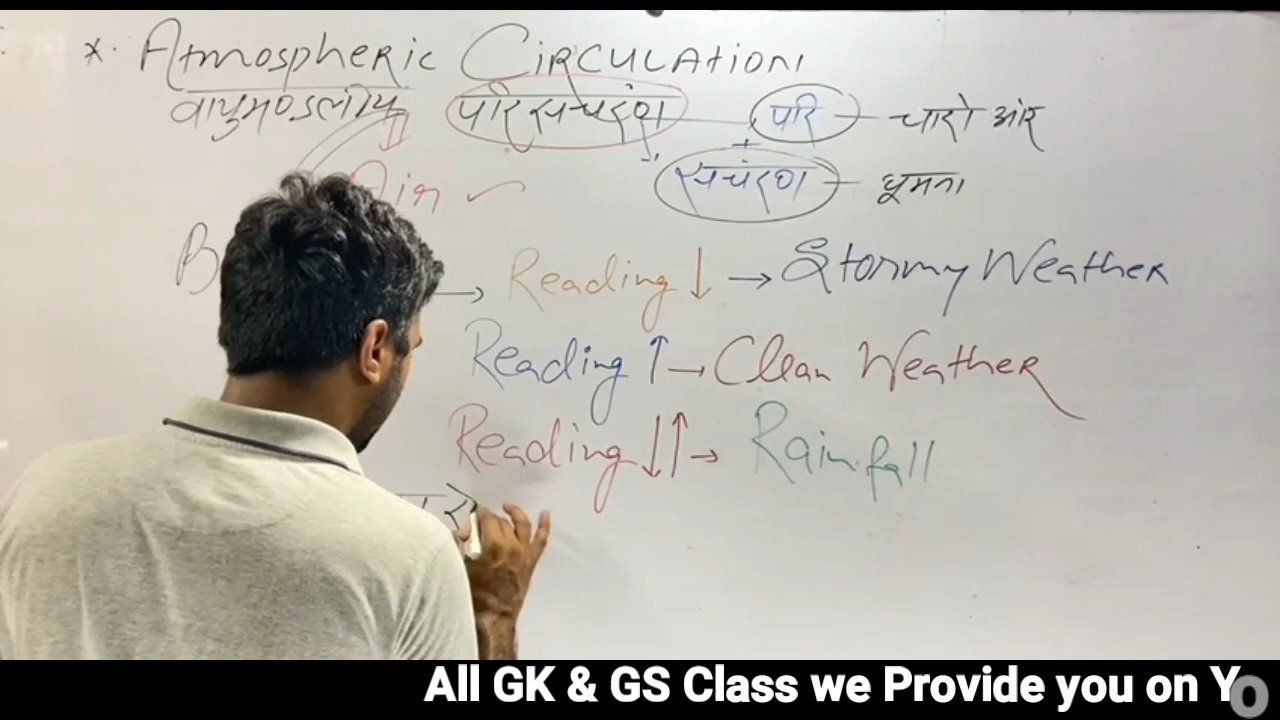 *. Atmospheric Circulation
वायुमण्डलीय परिसंचरण परि — चारो ओर
Air ✓ + संचरण — घूमना
B → Reading ↓ → Stormy Weather
Reading ↑ → Clean Weather
Reading ↓↑ → Rainfall
All GK & GS Class we Provide you on Yo